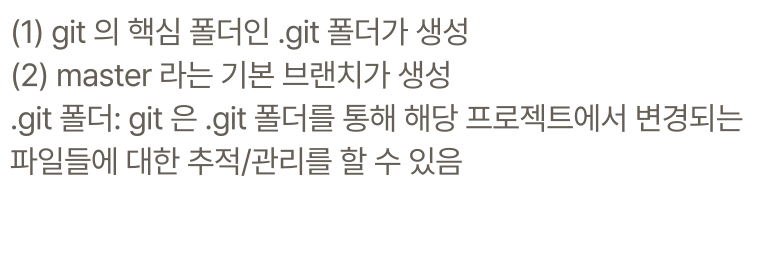 (1) git 의 핵심 폴더인 .git 폴더가 생성
(2) master 라는 기본 브랜치가 생성
.git 폴더: git 은 .git 폴더를 통해 해당 프로젝트에서 변경되는
파일들에 대한 추적/관리를 할 수 있음